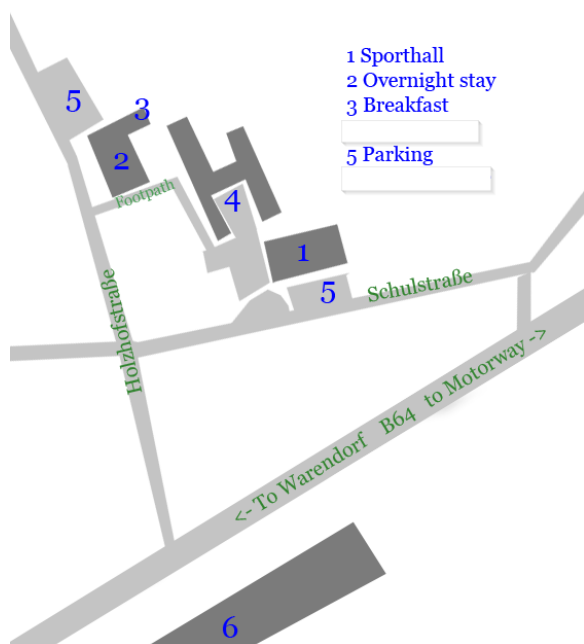 1 Sporthall
2 Overnight stay
3 Breakfast
5 Parking
5
3
2
Footpath
4
1
5
Schulstraße
Holzhofstraße
<- To Warendorf B64 to Motorway ->
6